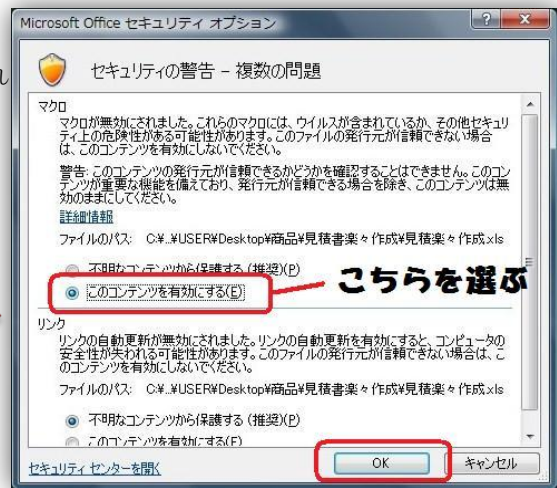 Microsoft Office セキュリティ オプション
セキュリティの警告 - 複数の問題
マクロ
マクロが無効にされました。これらのマクロには、ウイルスが含まれているか、その他セキュリ
ティ上の危険性がある可能性があります。このファイルの発行元が信頼できない場合
は、このコンテンツを有効にしないでください。
警告: このコンテンツの発行元が信頼できるかどうかを確認することはできません。このコン
テンツが重要な機能を備えており、発行元が信頼できる場合を除き、このコンテンツは無
効のままにしてください。
詳細情報
ファイルのパス: C:¥..¥USER¥Desktop¥商品¥見積書楽々作成¥見積楽々作成.xls
不明なコンテンツから保護する (推奨)(P)
こちらを選ぶ
このコンテンツを有効にする(E)
リンク
リンクの自動更新が無効にされました。リンクの自動更新を有効にすると、コンピュータの
安全性が失われる可能性があります。このファイルの発行元が信頼できない場合は、こ
のコンテンツを有効にしないでください。
ファイルのパス: C:¥..¥USER¥Desktop¥商品¥見積書楽々作成¥見積楽々作成.xls
不明なコンテンツから保護する (推奨)(P)
このコンテンツを有効にする(E)
セキュリティ センターを開く
OK
キャンセル